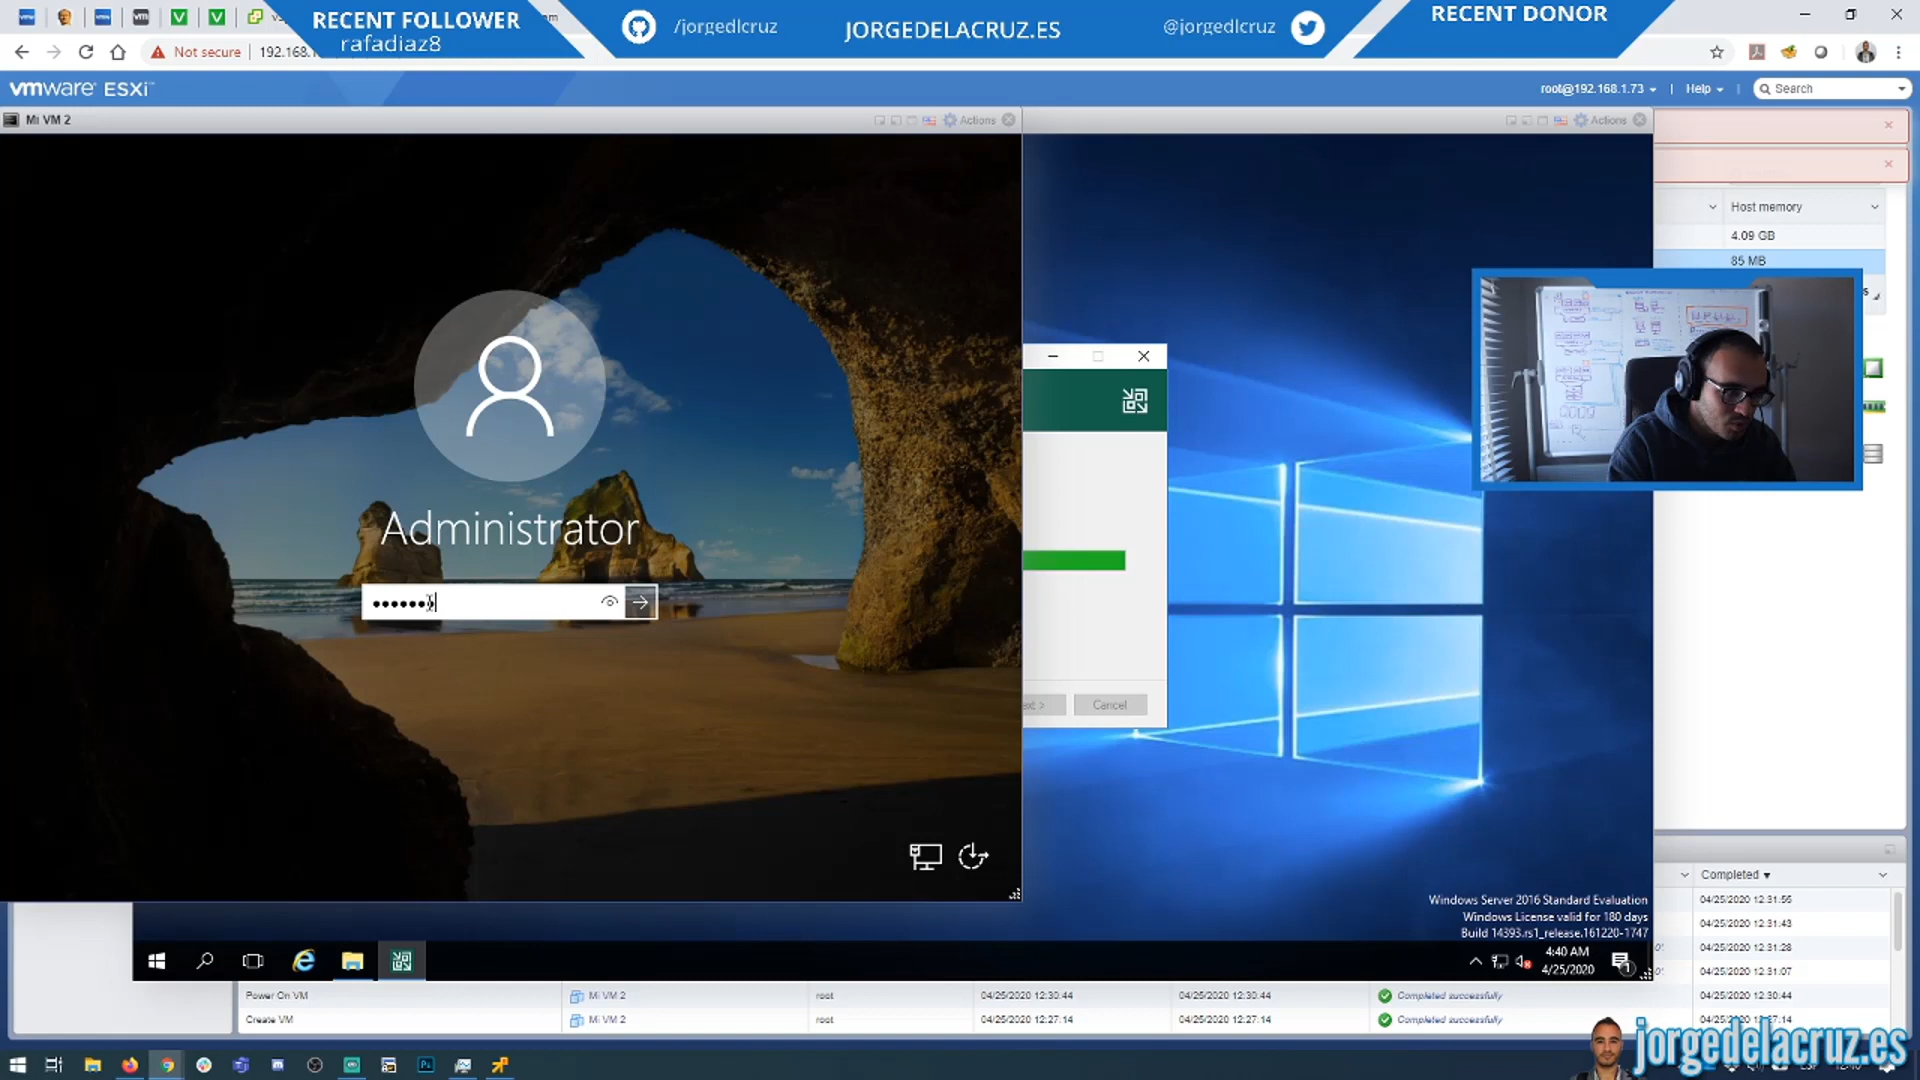 RECENT FOLLOWER
rafadiaz8
/jorgedlcruz
JORGEDELACRUZ.ES
@jorgedlcruz
RECENT DONOR
Not secure
192.168.1
vmware ESXi
root@192.168.1.73
Help
Search
Mi VM 2
Actions
Actions
Host memory
4.09 GB
85 MB
Administrator
Cancel
Windows Server 2016 Standard Evaluation
Windows License valid for 180 days
Build 14393.rs1_release.161220-1747
4:40 AM
4/25/2020
Completed
04/25/2020 12:31:55
04/25/2020 12:31:43
04/25/2020 12:31:28
04/25/2020 12:31:07
Power On VM
Mi VM 2
root
04/25/2020 12:30:44
04/25/2020 12:30:44
Completed successfully
04/25/2020 12:30:44
Create VM
Mi VM 2
root
04/25/2020 12:27:14
04/25/2020 12:27:14
Completed successfully
jorgedelacruz.es